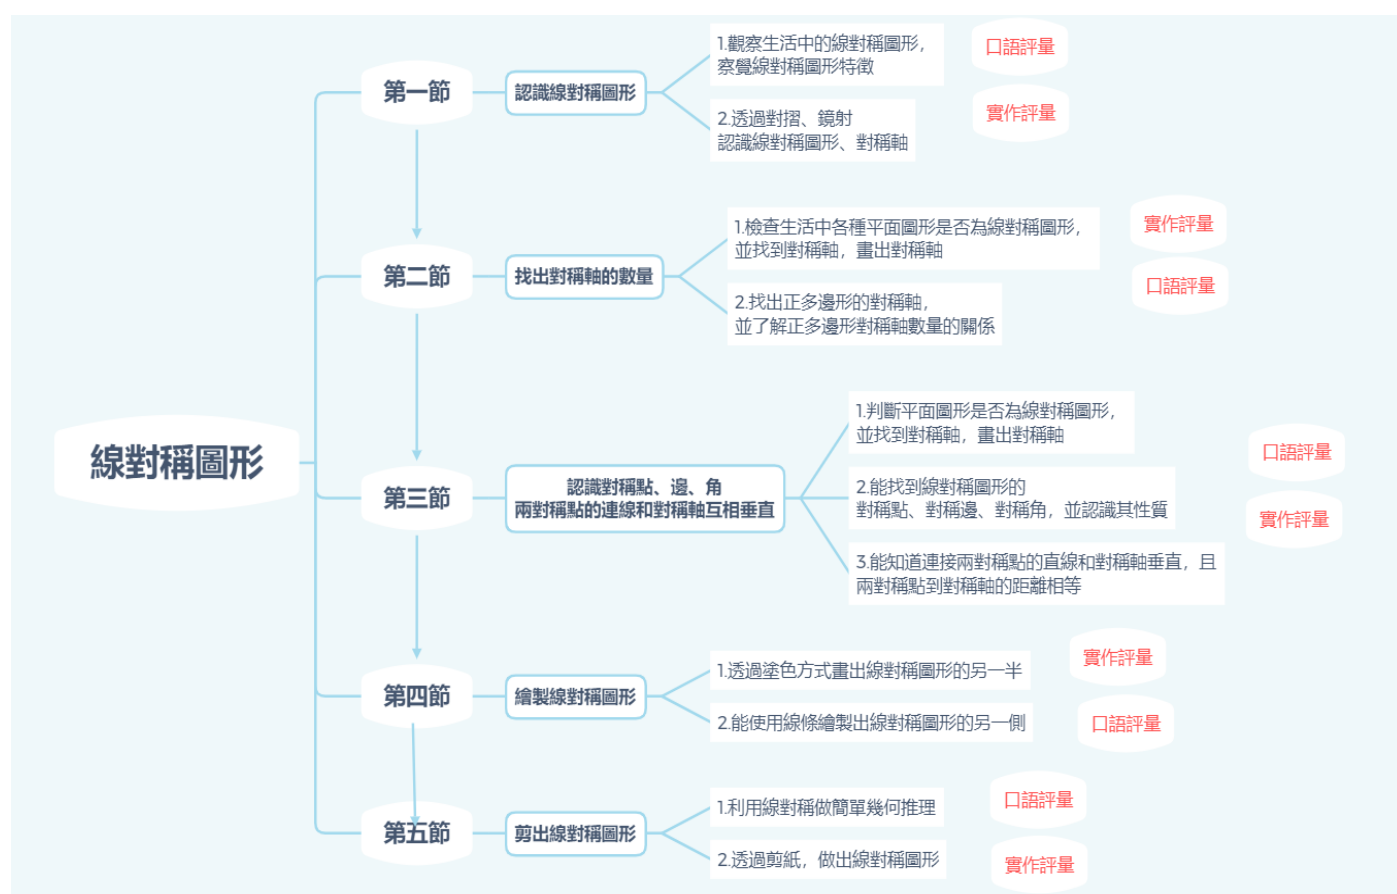 線對稱圖形
第一節
認識線對稱圖形
1.觀察生活中的線對稱圖形，
察覺線對稱圖形特徵
口語評量
2.透過對摺、鏡射
認識線對稱圖形、對稱軸
實作評量
第二節
找出對稱軸的數量
1.檢查生活中各種平面圖形是否為線對稱圖形，
並找到對稱軸，畫出對稱軸
實作評量
2.找出正多邊形的對稱軸，
並了解正多邊形對稱軸數量的關係
口語評量
第三節
認識對稱點、邊、角
兩對稱點的連線和對稱軸互相垂直
1.判斷平面圖形是否為線對稱圖形，
並找到對稱軸，畫出對稱軸
2.能找到線對稱圖形的
對稱點、對稱邊、對稱角，並認識其性質
3.能知道連接兩對稱點的直線和對稱軸垂直，且
兩對稱點到對稱軸的距離相等
口語評量
實作評量
第四節
繪製線對稱圖形
1.透過塗色方式畫出線對稱圖形的另一半
實作評量
2.能使用線條繪製出線對稱圖形的另一側
口語評量
第五節
剪出線對稱圖形
1.利用線對稱做簡單幾何推理
口語評量
2.透過剪紙，做出線對稱圖形
實作評量